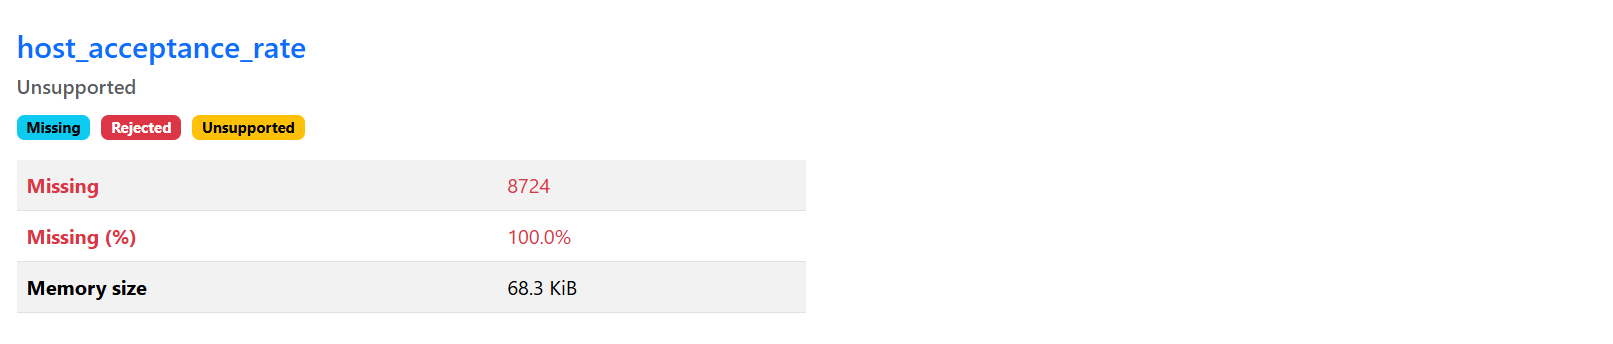 host_acceptance_rate
Unsupported
Missing Rejected Unsupported
Missing 8724
Missing (%) 100.0%
Memory size 68.3 KiB